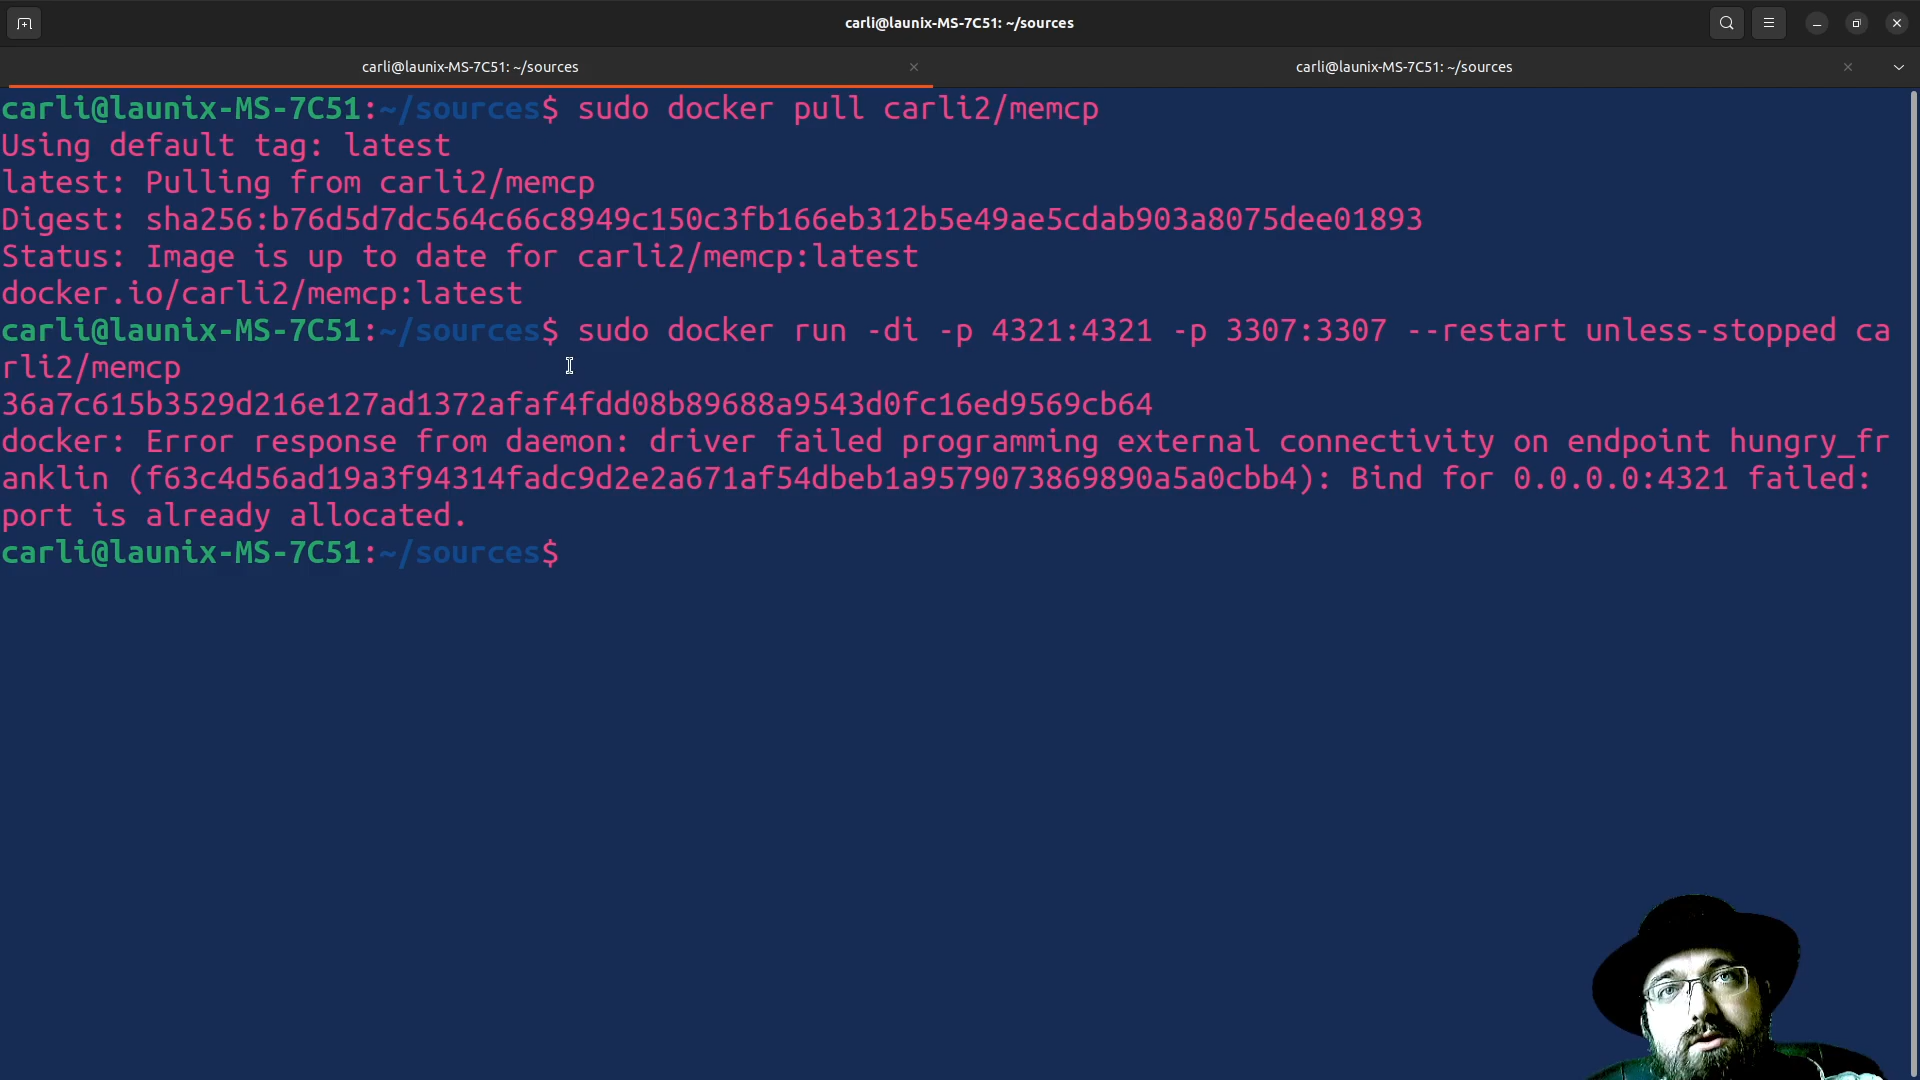 carli@launix-MS-7C51: ~/sources
carli@launix-MS-7C51: ~/sources
carli@launix-MS-7C51: ~/sources
carli@launix-MS-7C51:~/sources$ sudo docker pull carli2/memcp
Using default tag: latest
latest: Pulling from carli2/memcp
Digest: sha256:b76d5d7dc564c66c8949c150c3fb166eb312b5e49ae5cdab903a8075dee01893
Status: Image is up to date for carli2/memcp:latest
docker.io/carli2/memcp:latest
carli@launix-MS-7C51:~/sources$ sudo docker run -di -p 4321:4321 -p 3307:3307 --restart unless-stopped ca
rli2/memcp
36a7c615b3529d216e127ad1372afaf4fdd08b89688a9543d0fc16ed9569cb64
docker: Error response from daemon: driver failed programming external connectivity on endpoint hungry_fr
anklin (f63c4d56ad19a3f94314fadc9d2e2a671af54dbeb1a9579073869890a5a0cbb4): Bind for 0.0.0.0:4321 failed:
port is already allocated.
carli@launix-MS-7C51:~/sources$